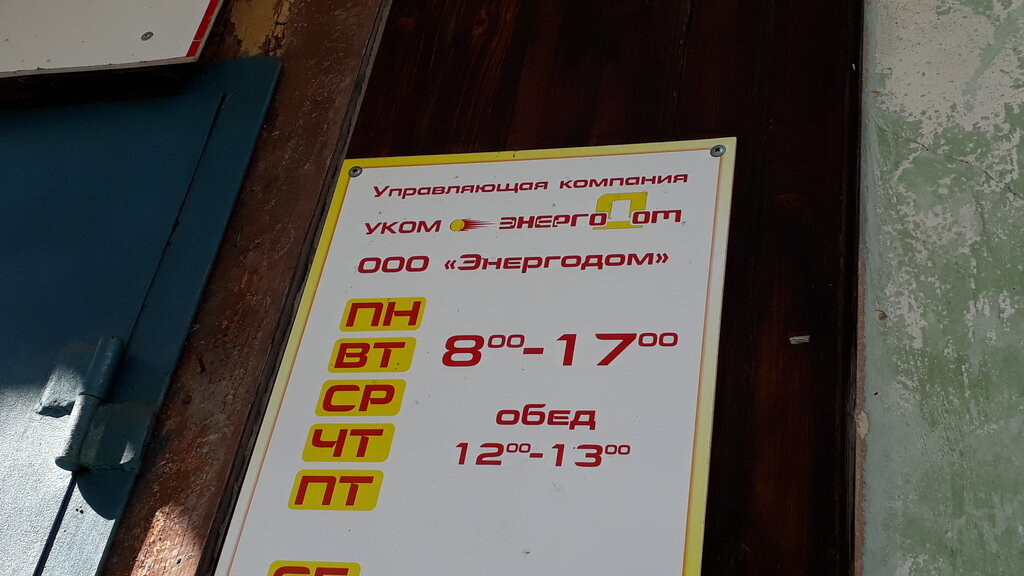 Управляющая компания
УКОМ ЭНЕРГОДОМ
ООО «Энергодом»
ПН
ВТ
8⁰⁰-17⁰⁰
СР
обед
ЧТ
12⁰⁰-13⁰⁰
ПТ